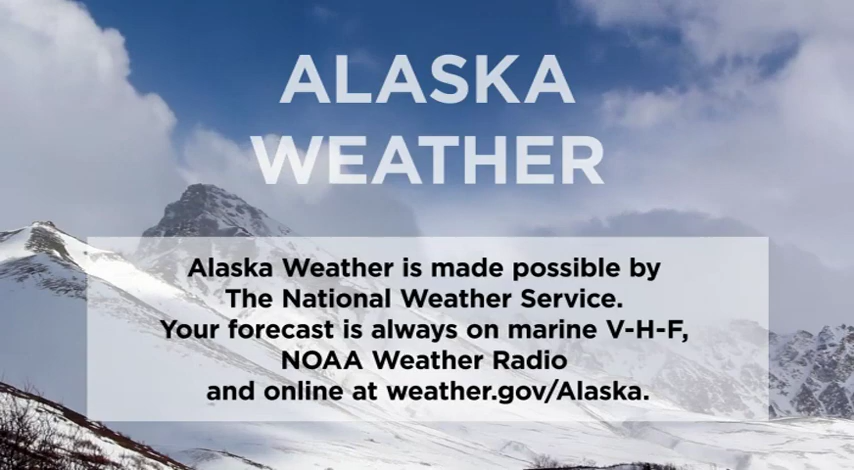 ALASKA
WEATHER
Alaska Weather is made possible by
The National Weather Service.
Your forecast is always on marine V-H-F,
NOAA Weather Radio
and online at weather.gov/Alaska.